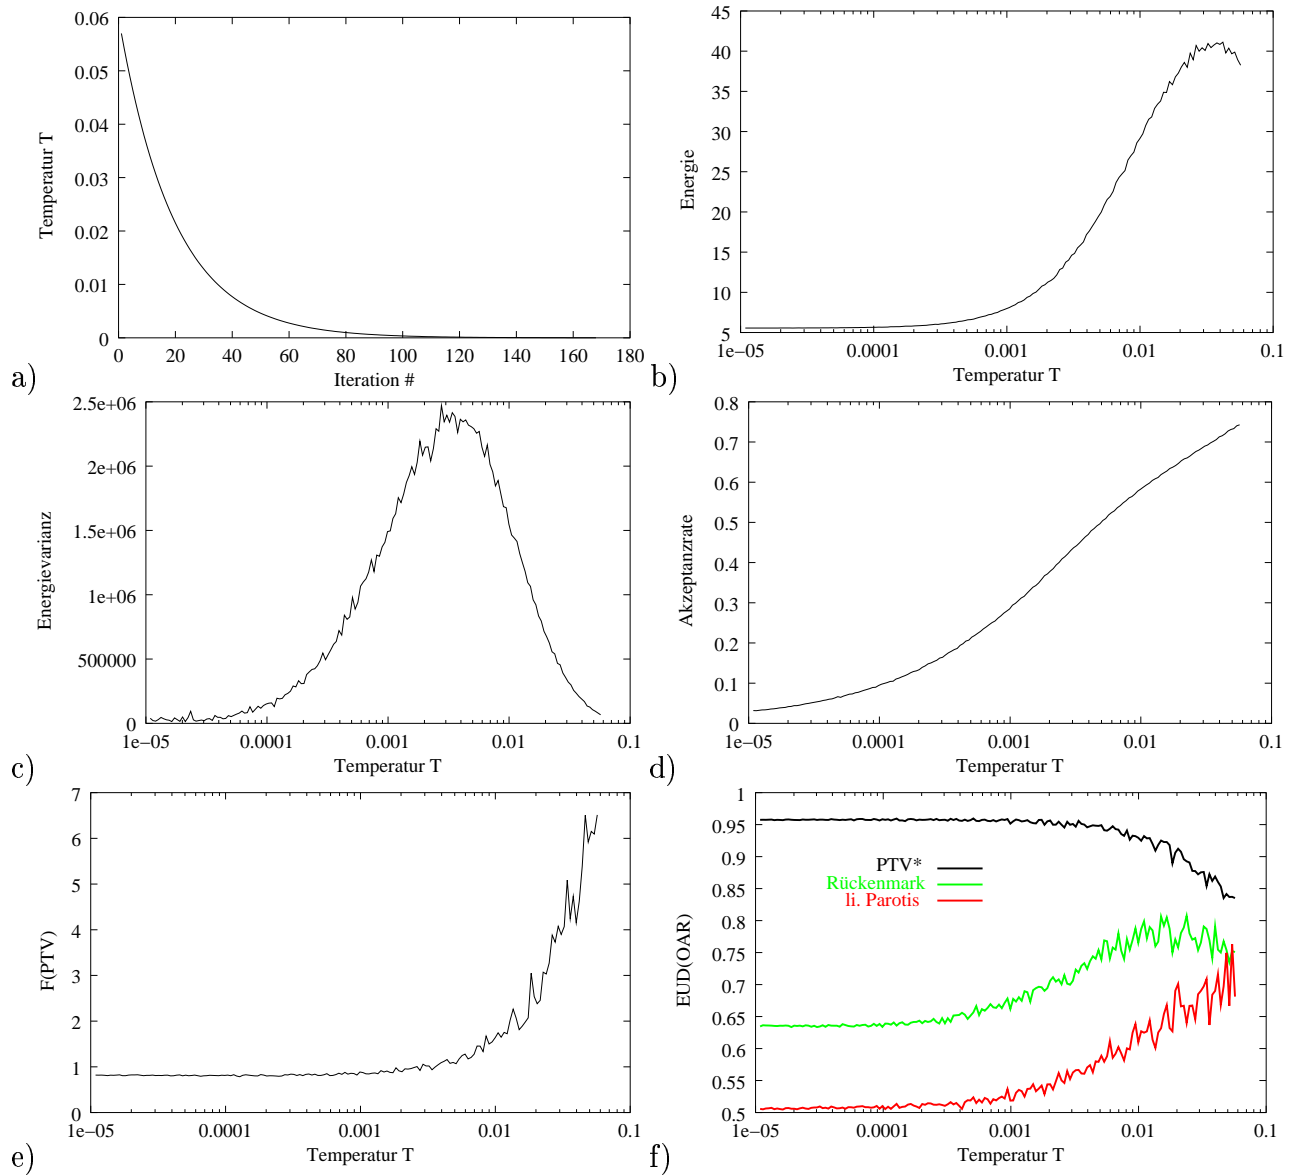 0.06
0.05
0.04
0.03
0.02
0.01
0
Temperatur T
0 20 40 60 80 100 120 140 160 180
Iteration #
a)
45
40
35
30
25
20
15
10
5
Energie
1e−05 0.0001 0.001 0.01 0.1
Temperatur T
b)
2.5e+06
2e+06
1.5e+06
1e+06
500000
0
Energievarianz
1e−05 0.0001 0.001 0.01 0.1
Temperatur T
c)
0.8
0.7
0.6
0.5
0.4
0.3
0.2
0.1
0
Akzeptanzrate
1e−05 0.0001 0.001 0.01 0.1
Temperatur T
d)
7
6
5
4
3
2
1
0
F(PTV)
1e−05 0.0001 0.001 0.01 0.1
Temperatur T
e)
1
0.95
0.9
0.85
0.8
0.75
0.7
0.65
0.6
0.55
0.5
EUD(OAR)
PTV*
Rückenmark
li. Parotis
1e−05 0.0001 0.001 0.01 0.1
Temperatur T
f)